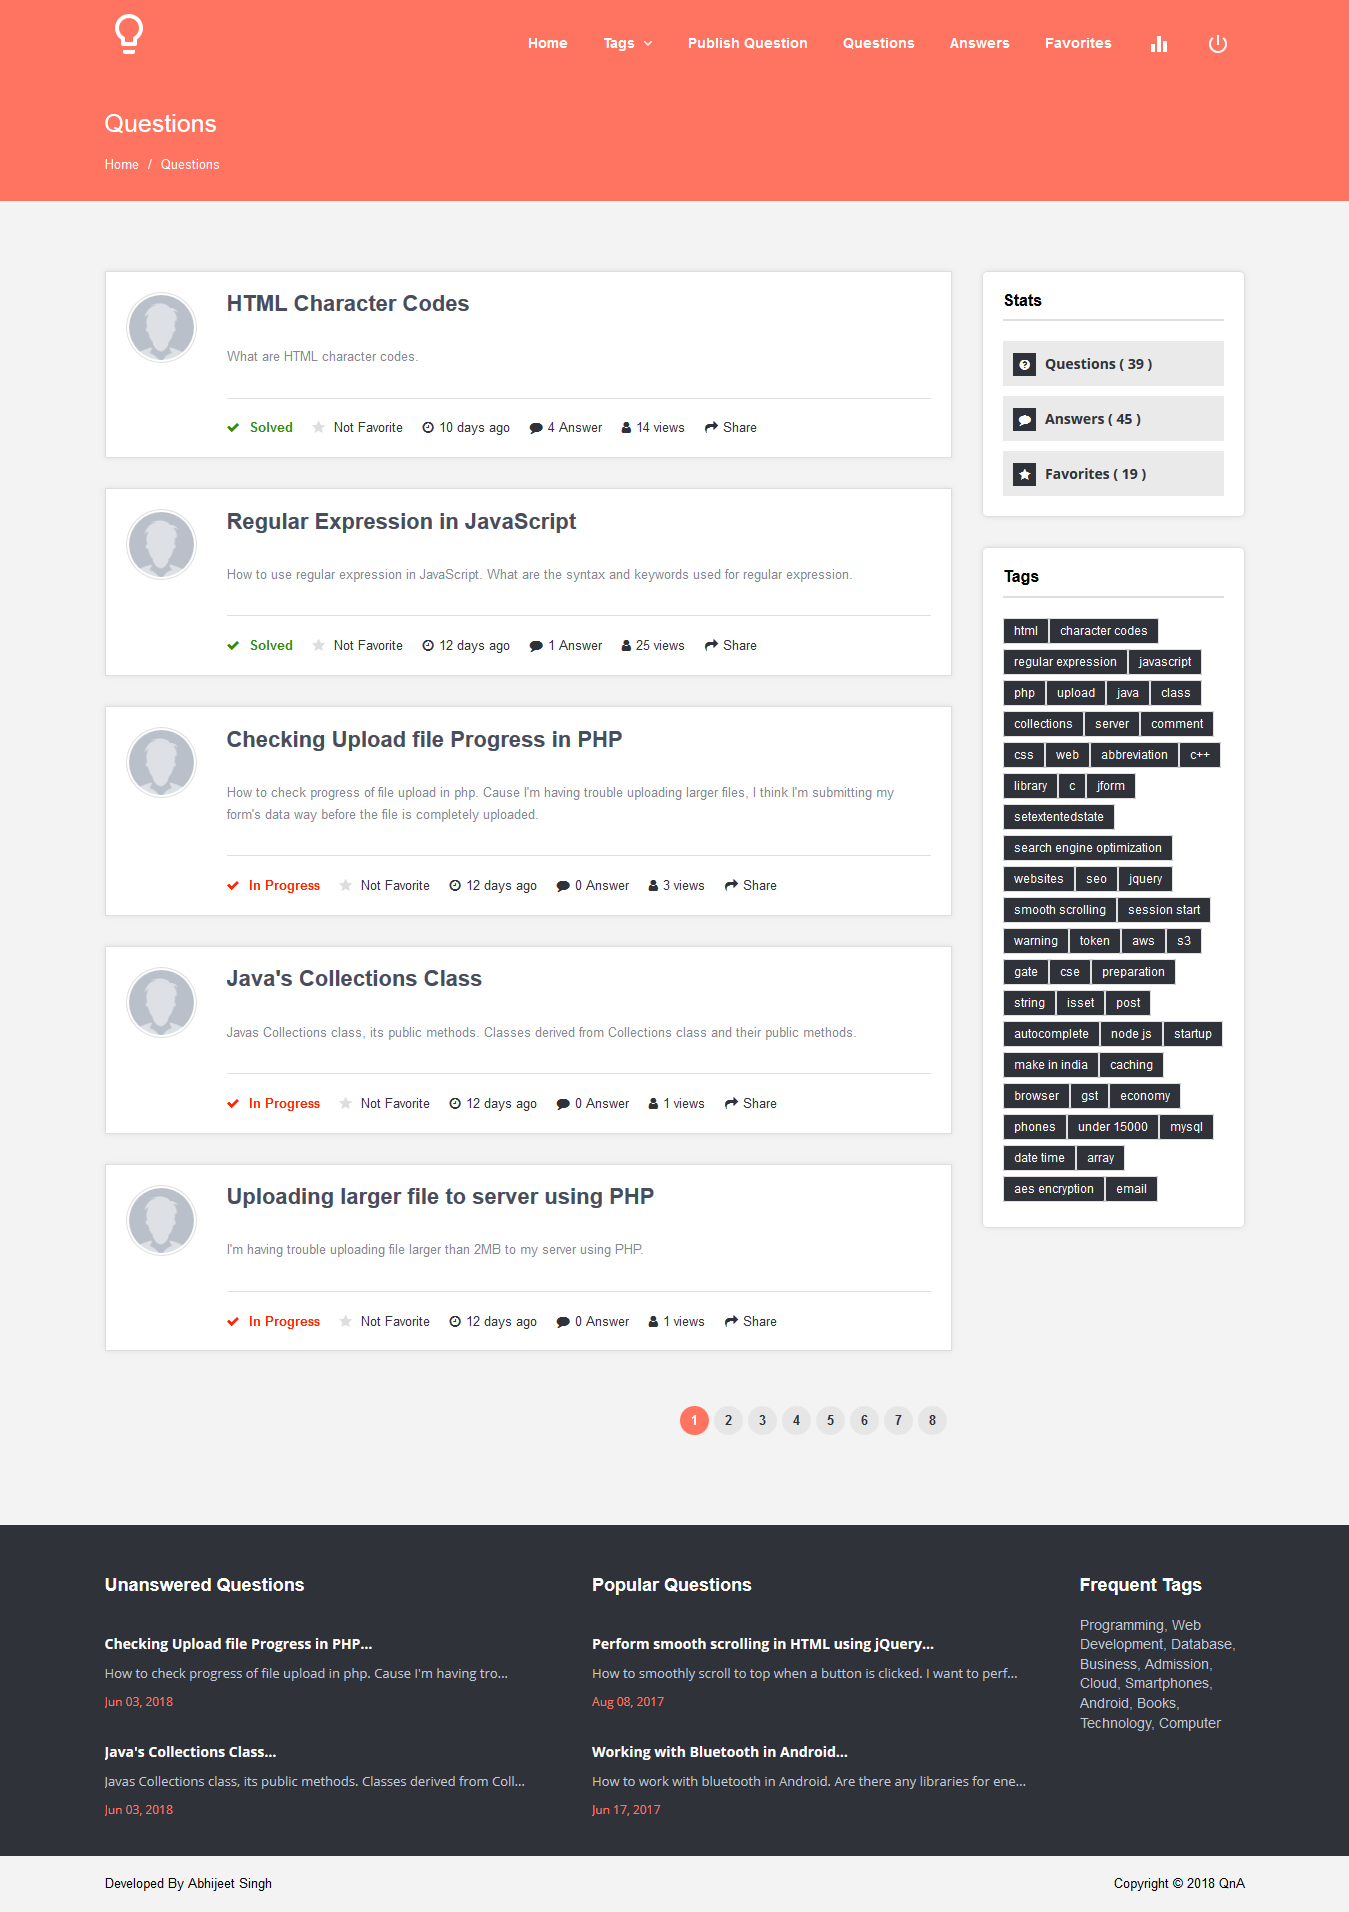 Home Tags Publish Question Questions Answers Favorites
Questions
Home / Questions
HTML Character Codes
What are HTML character codes.
Solved Not Favorite 10 days ago 4 Answer 14 views Share
Regular Expression in JavaScript
How to use regular expression in JavaScript. What are the syntax and keywords used for regular expression.
Solved Not Favorite 12 days ago 1 Answer 25 views Share
Checking Upload file Progress in PHP
How to check progress of file upload in php. Cause I'm having trouble uploading larger files, I think I'm submitting my
form's data way before the file is completely uploaded.
In Progress Not Favorite 12 days ago 0 Answer 3 views Share
Java's Collections Class
Javas Collections class, its public methods. Classes derived from Collections class and their public methods.
In Progress Not Favorite 12 days ago 0 Answer 1 views Share
Uploading larger file to server using PHP
I'm having trouble uploading file larger than 2MB to my server using PHP.
In Progress Not Favorite 12 days ago 0 Answer 1 views Share
1 2 3 4 5 6 7 8
Stats
Questions ( 39 )
Answers ( 45 )
Favorites ( 19 )
Tags
html character codes
regular expression javascript
php upload java class
collections server comment
css web abbreviation c++
library c jform
setextentedstate
search engine optimization
websites seo jquery
smooth scrolling session start
warning token aws s3
gate cse preparation
string isset post
autocomplete node js startup
make in india caching
browser gst economy
phones under 15000 mysql
date time array
aes encryption email
Unanswered Questions
Checking Upload file Progress in PHP...
How to check progress of file upload in php. Cause I'm having tro...
Jun 03, 2018
Java's Collections Class...
Javas Collections class, its public methods. Classes derived from Coll...
Jun 03, 2018
Popular Questions
Perform smooth scrolling in HTML using jQuery...
How to smoothly scroll to top when a button is clicked. I want to perf...
Aug 08, 2017
Working with Bluetooth in Android...
How to work with bluetooth in Android. Are there any libraries for ene...
Jun 17, 2017
Frequent Tags
Programming, Web
Development, Database,
Business, Admission,
Cloud, Smartphones,
Android, Books,
Technology, Computer
Developed By Abhijeet Singh
Copyright © 2018 QnA